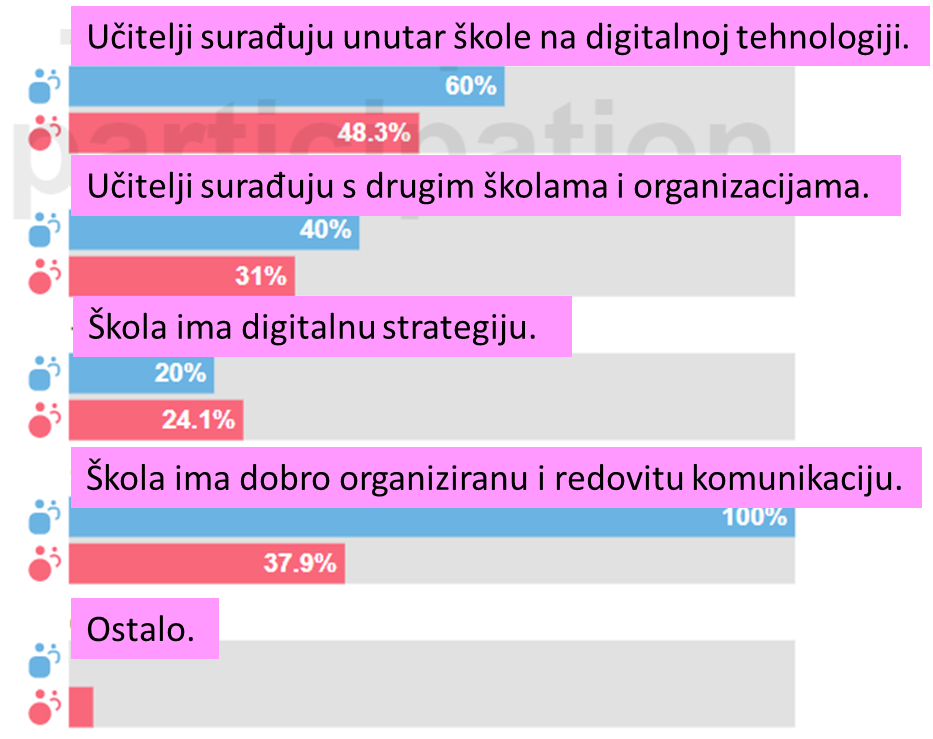 Učitelji surađuju unutar škole na digitalnoj tehnologiji.
60%
48.3%
participation
Učitelji surađuju s drugim školama i organizacijama.
40%
31%
Škola ima digitalnu strategiju.
20%
24.1%
Škola ima dobro organiziranu i redovitu komunikaciju.
100%
37.9%
Ostalo.